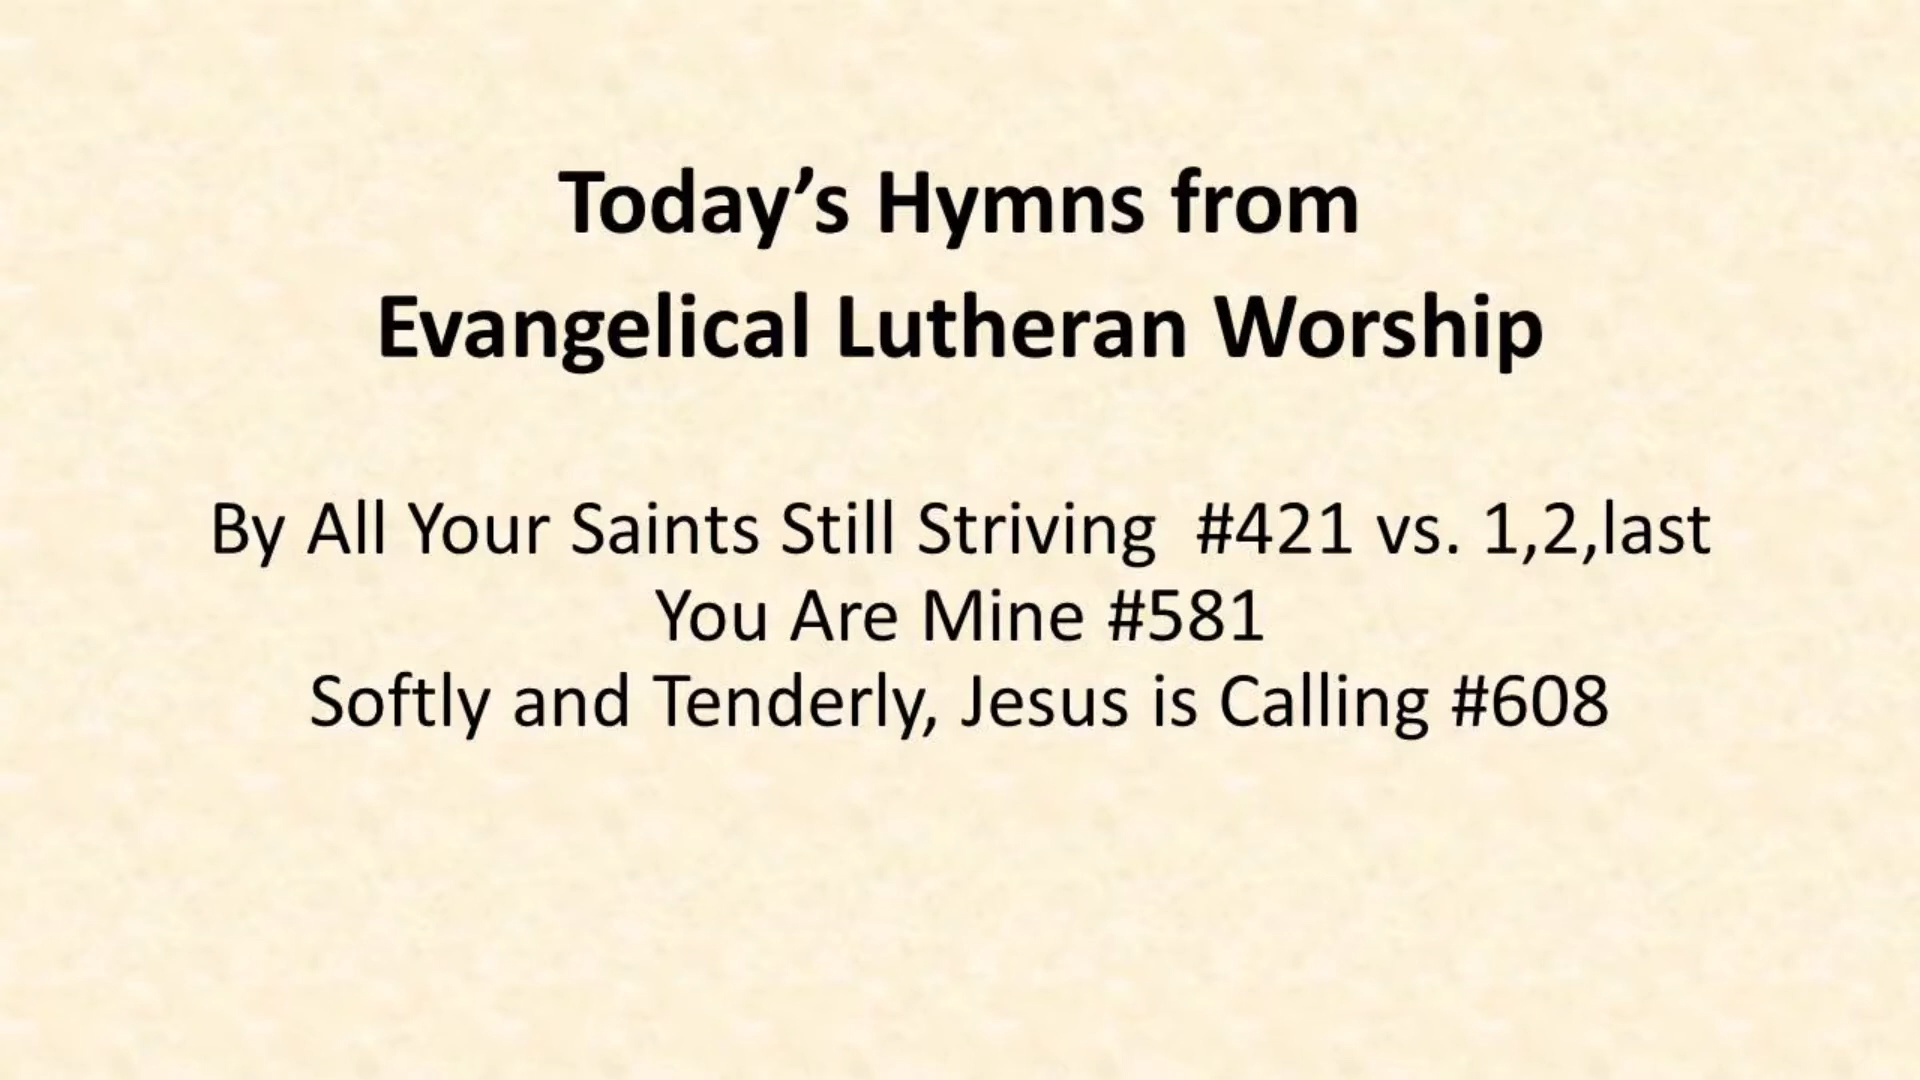 Today’s Hymns from
Evangelical Lutheran Worship
By All Your Saints Still Striving  #421 vs. 1,2,last
You Are Mine #581
Softly and Tenderly, Jesus is Calling #608